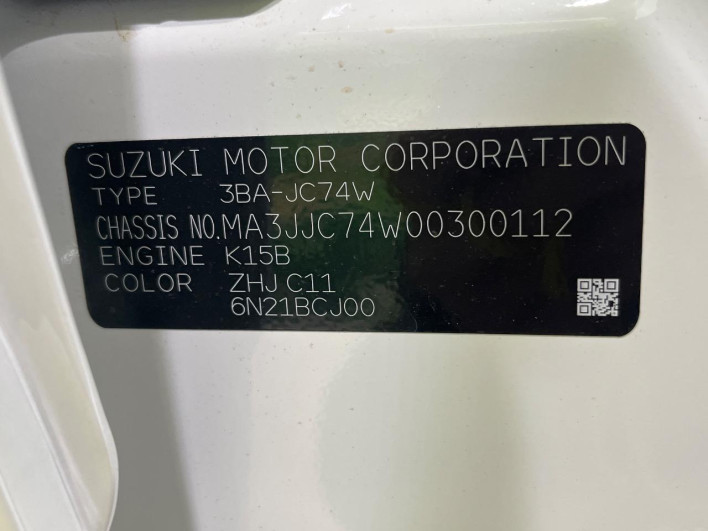 SUZUKI MOTOR CORPORATION
TYPE 3BA-JC74W
CHASSIS NO. MA3JJC74W00300112
ENGINE K15B
COLOR ZHJ C11
6N21BCJ00